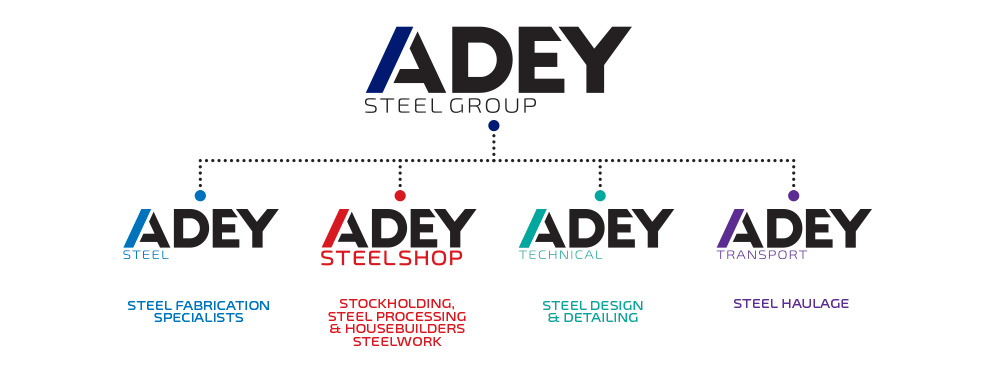 ADEY
STEEL GROUP
ADEY
STEEL
ADEY
STEELSHOP
ADEY
TECHNICAL
ADEY
TRANSPORT
STEEL FABRICATION
SPECIALISTS
STOCKHOLDING,
STEEL PROCESSING
& HOUSEBUILDERS
STEELWORK
STEEL DESIGN
& DETAILING
STEEL HAULAGE